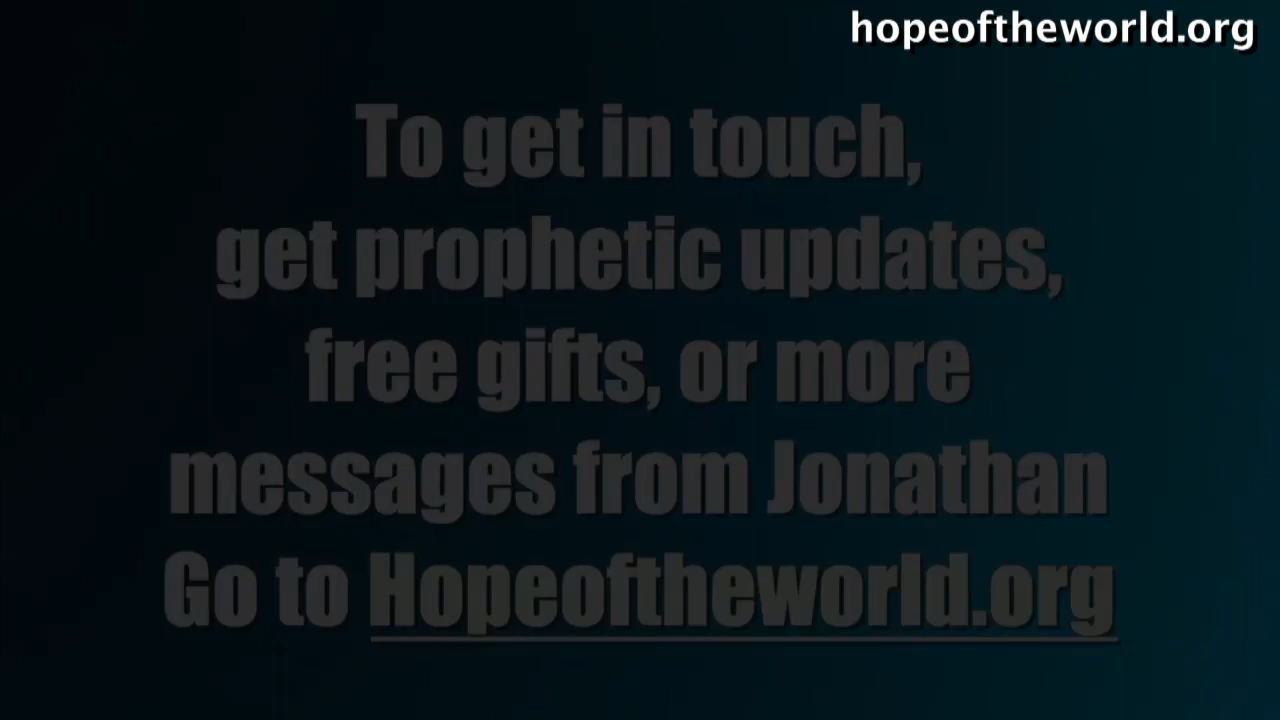 hopeoftheworld.org
To get in touch,
get prophetic updates,
free gifts, or more
messages from Jonathan
Go to Hopeoftheworld.org